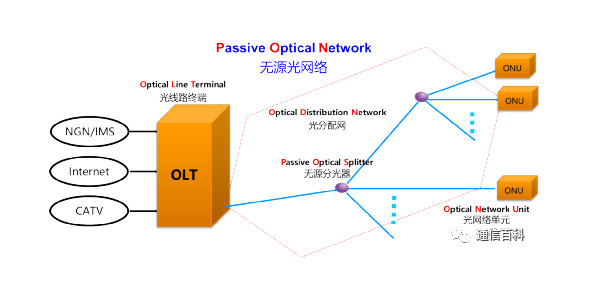 Passive Optical Network
无源光网络
Optical Line Terminal
光线路终端
NGN/IMS
Internet
CATV
OLT
Optical Distribution Network
光分配网
Passive Optical Splitter
无源分光器
ONU
ONU
ONU
Optical Network Unit
光网络单元
通信百科